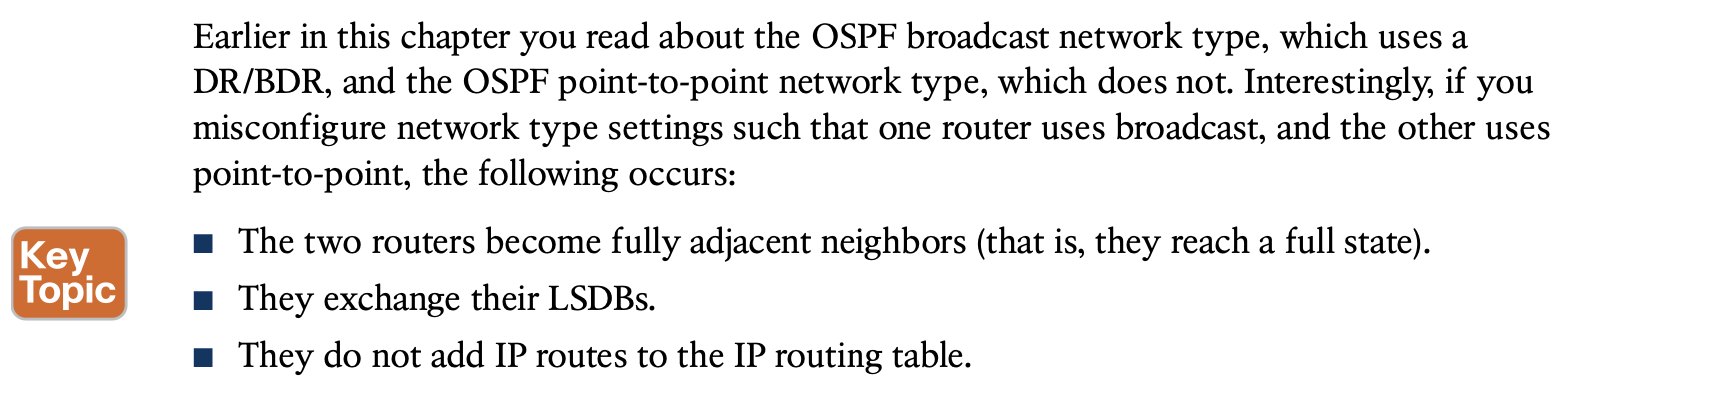 Earlier in this chapter you read about the OSPF broadcast network type, which uses a
DR/BDR, and the OSPF point-to-point network type, which does not. Interestingly, if you
misconfigure network type settings such that one router uses broadcast, and the other uses
point-to-point, the following occurs:
Key
Topic
■ The two routers become fully adjacent neighbors (that is, they reach a full state).
■ They exchange their LSDBs.
■ They do not add IP routes to the IP routing table.